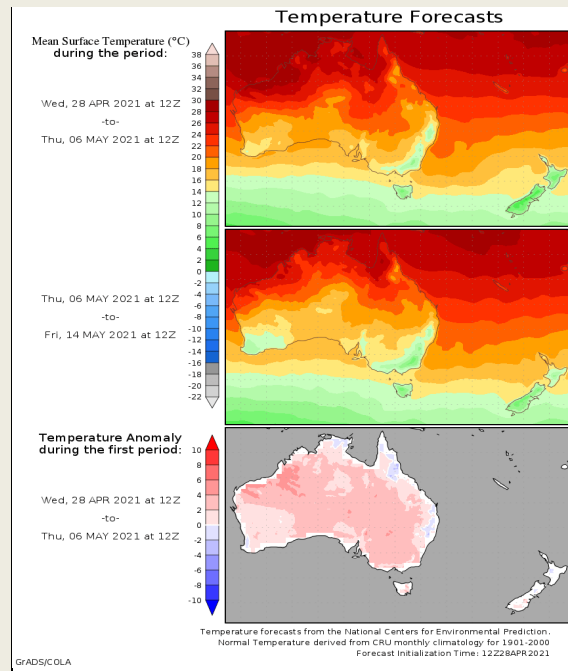 Temperature Forecasts
Mean Surface Temperature (°C)
during the period:
Wed, 28 APR 2021 at 12Z
-to-
Thu, 06 MAY 2021 at 12Z
38
36
34
32
30
28
26
24
22
20
18
16
14
12
10
8
6
4
2
0
-2
-4
-6
-8
-10
-12
-14
-16
-18
-20
-22
Thu, 06 MAY 2021 at 12Z
-to-
Fri, 14 MAY 2021 at 12Z
Temperature Anomaly
during the first period:
Wed, 28 APR 2021 at 12Z
-to-
Thu, 06 MAY 2021 at 12Z
10
8
6
4
2
0
-2
-4
-6
-8
-10
Temperature forecasts from the National Centers for Environmental Prediction.
Normal Temperature derived from CRU monthly climatology for 1901-2000
Forecast Initialization Time: 12Z28APR2021
GrADS/COLA